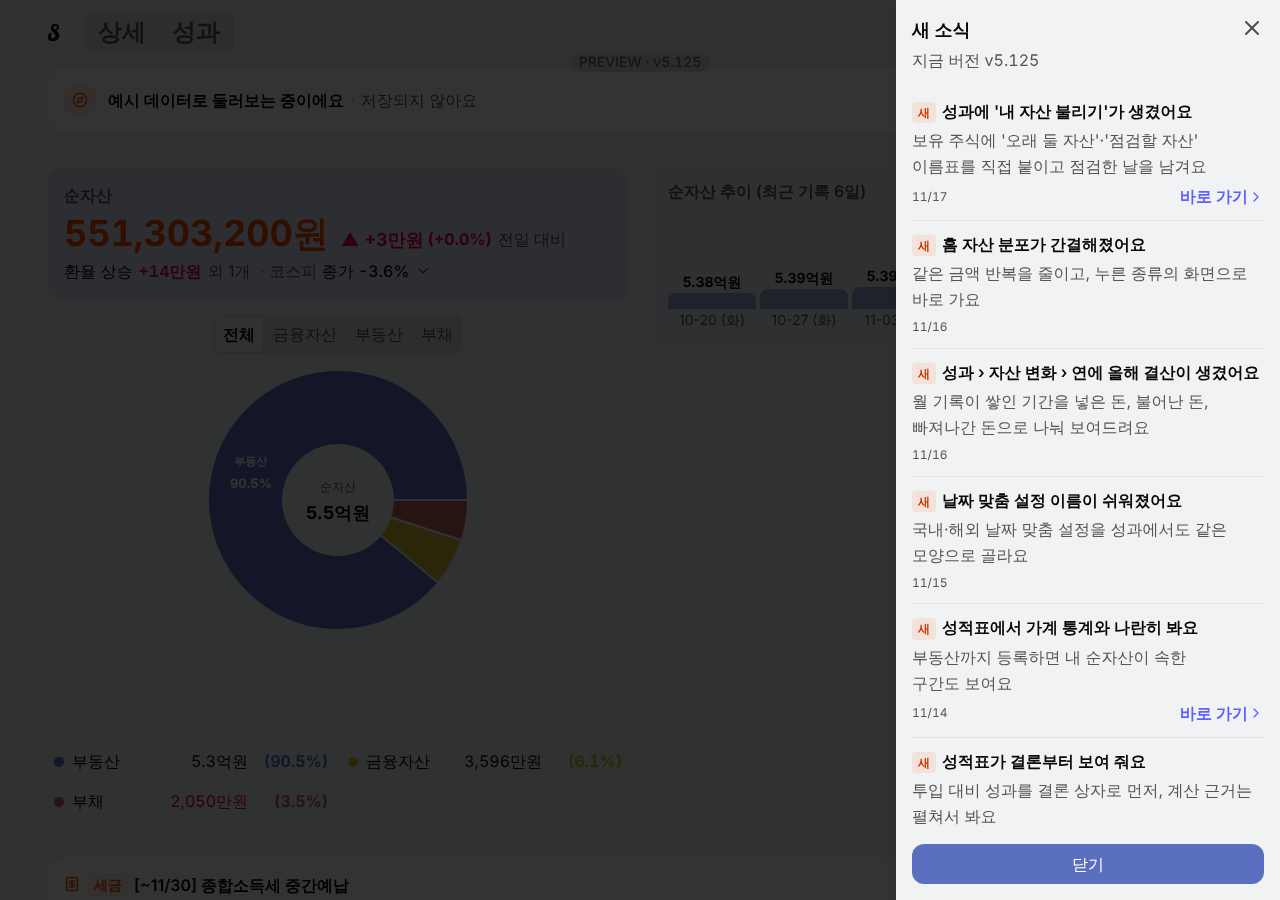 S
상세
성과
PREVIEW · v5.125
예시 데이터로 둘러보는 중이에요 · 저장되지 않아요
순자산
551,303,200원 ▲ +3만원 (+0.0%) 전일 대비
환율 상승 +14만원 외 1개 · 코스피 종가 -3.6%
순자산 추이 (최근 기록 6일)
5.38억원 5.39억원 5.39
10-20 (화) 10-27 (화) 11-03
전체 금융자산 부동산 부채
부동산
90.5%
순자산
5.5억원
부동산 5.3억원 (90.5%) 금융자산 3,596만원 (6.1%)
부채 2,050만원 (3.5%)
세금 [~11/30] 종합소득세 중간예납
새 소식
지금 버전 v5.125
새 성과에 '내 자산 불리기'가 생겼어요
보유 주식에 '오래 둘 자산'·'점검할 자산'
이름표를 직접 붙이고 점검한 날을 남겨요
11/17 바로 가기 ›
새 홈 자산 분포가 간결해졌어요
같은 금액 반복을 줄이고, 누른 종류의 화면으로
바로 가요
11/16
새 성과 › 자산 변화 › 연에 올해 결산이 생겼어요
월 기록이 쌓인 기간을 넣은 돈, 불어난 돈,
빠져나간 돈으로 나눠 보여드려요
11/16
새 날짜 맞춤 설정 이름이 쉬워졌어요
국내·해외 날짜 맞춤 설정을 성과에서도 같은
모양으로 골라요
11/15
새 성적표에서 가계 통계와 나란히 봐요
부동산까지 등록하면 내 순자산이 속한
구간도 보여요
11/14 바로 가기 ›
새 성적표가 결론부터 보여 줘요
투입 대비 성과를 결론 상자로 먼저, 계산 근거는
펼쳐서 봐요
닫기